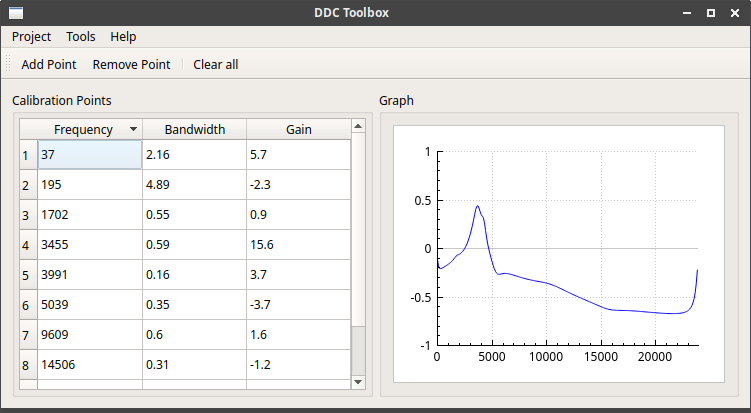 DDC Toolbox
Project Tools Help
Add Point Remove Point Clear all
Calibration Points
Frequency Bandwidth Gain
1 37 2.16 5.7
2 195 4.89 -2.3
3 1702 0.55 0.9
4 3455 0.59 15.6
5 3991 0.16 3.7
6 5039 0.35 -3.7
7 9609 0.6 1.6
8 14506 0.31 -1.2
Graph
1
0.5
0
-0.5
-1
0 5000 10000 15000 20000